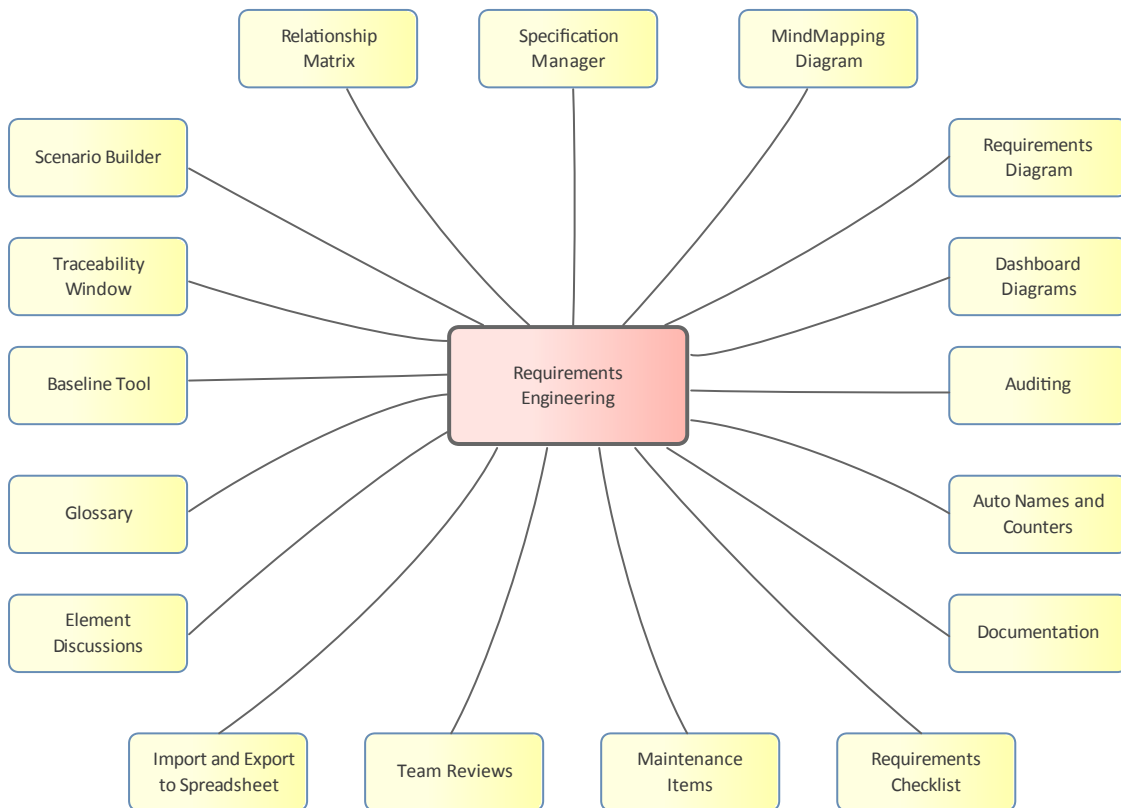 Relationship
Matrix
Specification
Manager
MindMapping
Diagram
Scenario Builder
Requirements
Diagram
Traceability
Window
Dashboard
Diagrams
Baseline Tool
Requirements
Engineering
Auditing
Glossary
Auto Names and
Counters
Element
Discussions
Documentation
Import and Export
to Spreadsheet
Team Reviews
Maintenance
Items
Requirements
Checklist